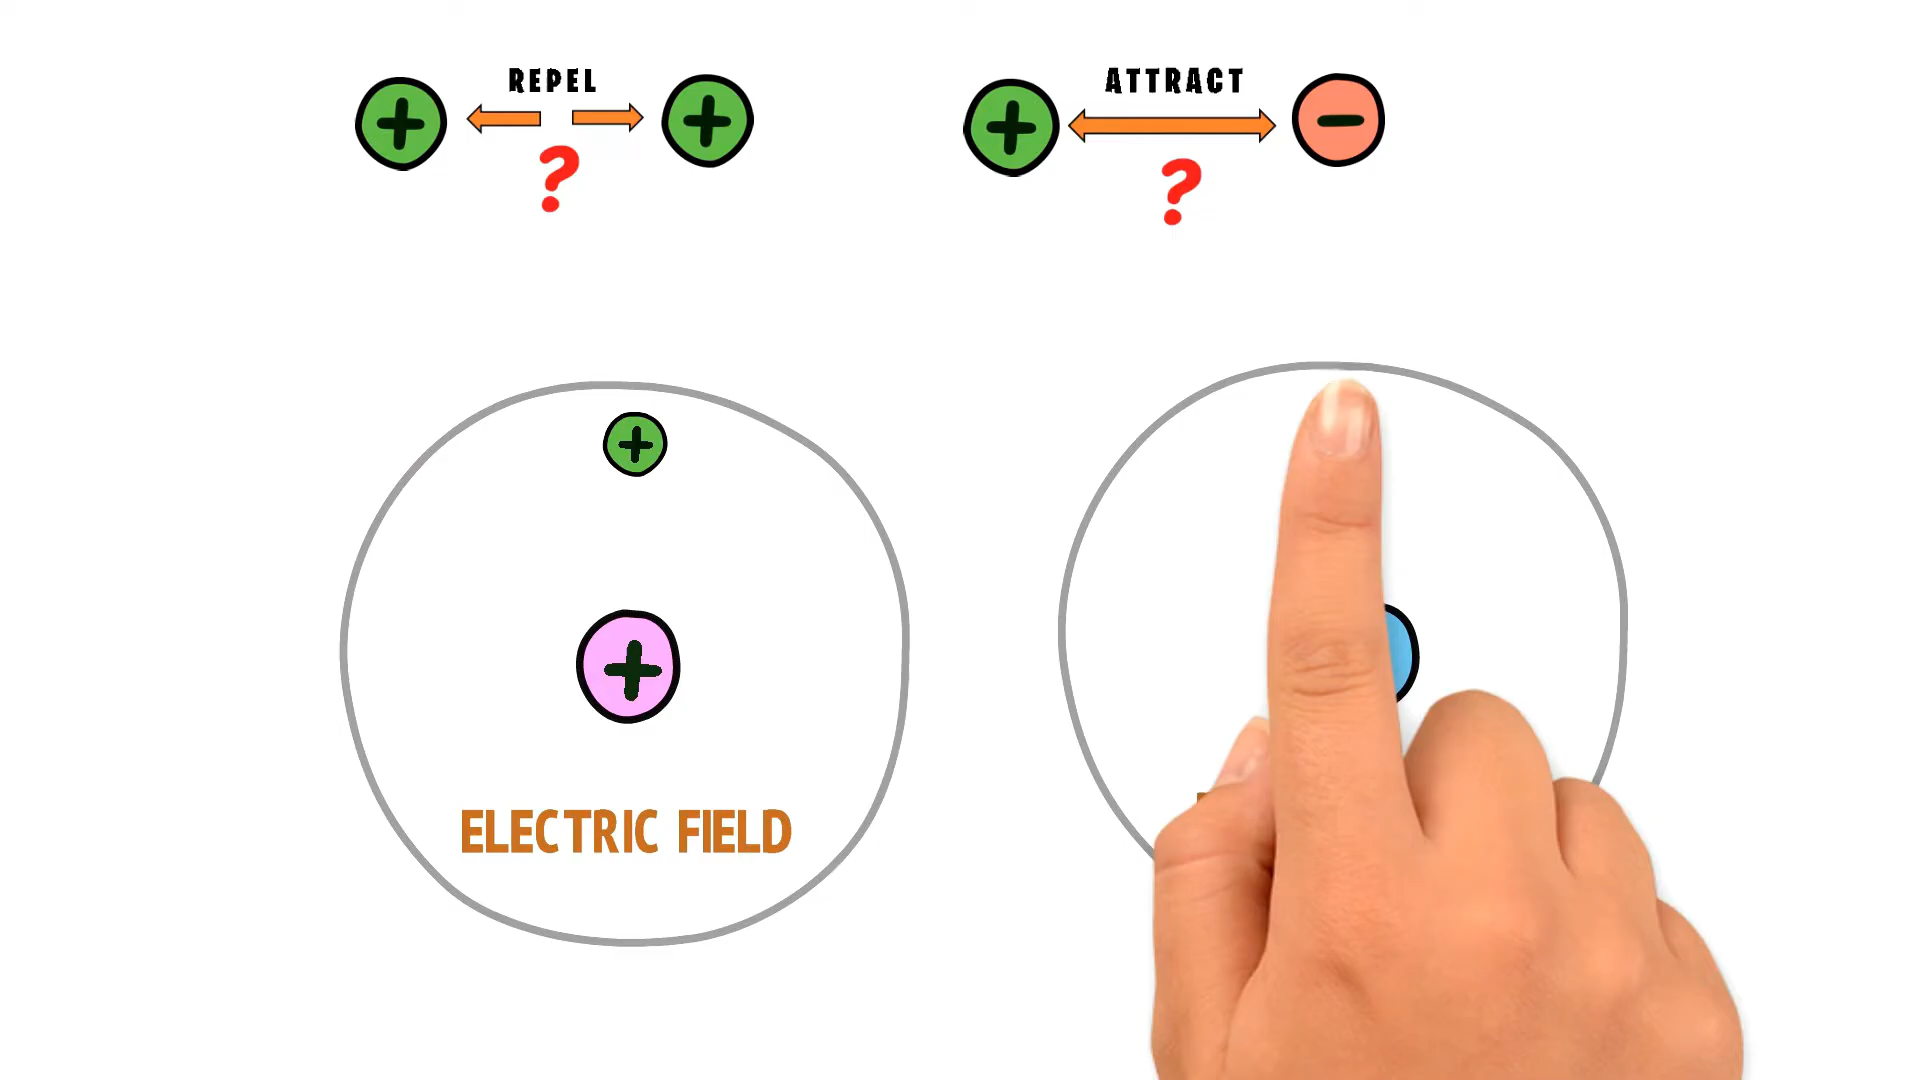 REPEL
ATTRACT
+
+
+
-
?
?
+
+
ELECTRIC FIELD